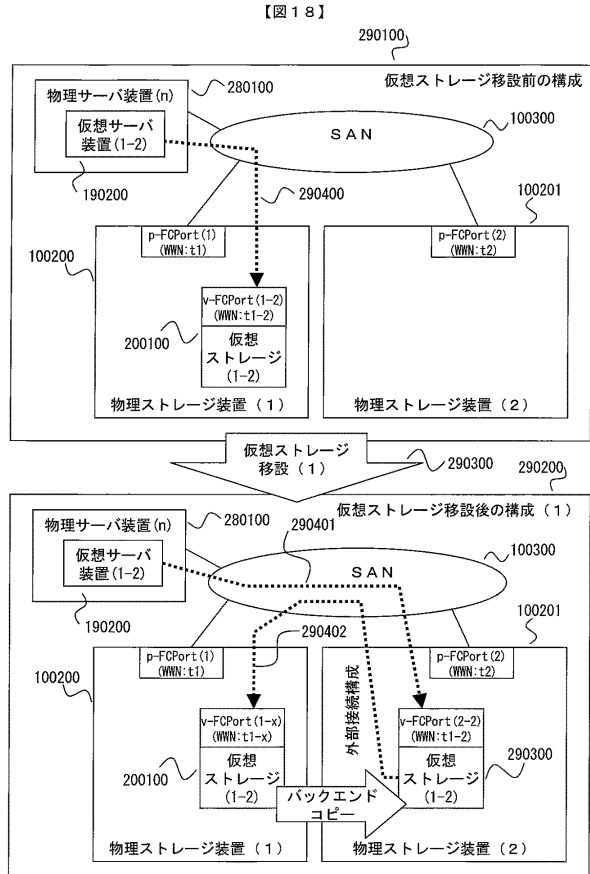 【図18】
290100
仮想ストレージ移設前の構成
物理サーバ装置(n)
280100
仮想サーバ
装置(1-2)
190200
SAN
100300
290400
100201
100200
p-FCPort(1)
(WWN:t1)
p-FCPort(2)
(WWN:t2)
v-FCPort(1-2)
(WWN:t1-2)
200100
仮想
ストレージ
(1-2)
物理ストレージ装置(1)
物理ストレージ装置(2)
仮想ストレージ
移設(1)
290300
290200
仮想ストレージ移設後の構成(1)
物理サーバ装置(n)
280100
290401
仮想サーバ
装置(1-2)
190200
SAN
100300
290402
100201
100200
p-FCPort(1)
(WWN:t1)
p-FCPort(2)
(WWN:t2)
外部接続構成
v-FCPort(1-x)
(WWN:t1-x)
v-FCPort(2-2)
(WWN:t1-2)
200100
仮想
ストレージ
(1-2)
仮想
ストレージ
(1-2)
290300
バックエンド
コピー
物理ストレージ装置(1)
物理ストレージ装置(2)